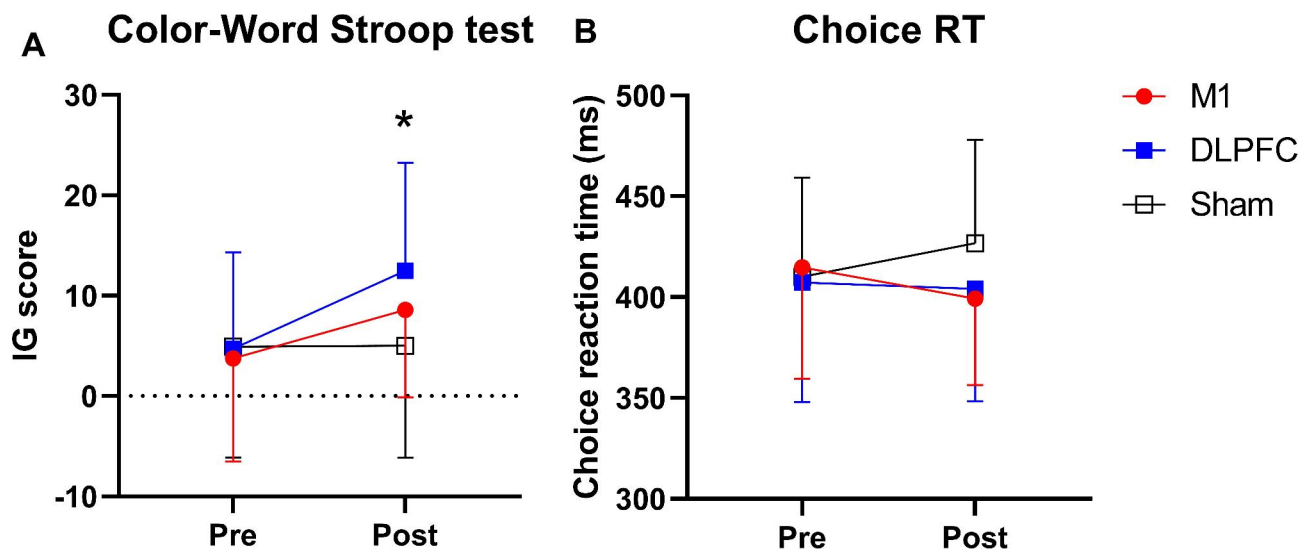 A Color-Word Stroop test
IG score
30
20
10
0
-10
*
Pre Post
B Choice RT
Choice reaction time (ms)
500
450
400
350
300
Pre Post
M1
DLPFC
Sham